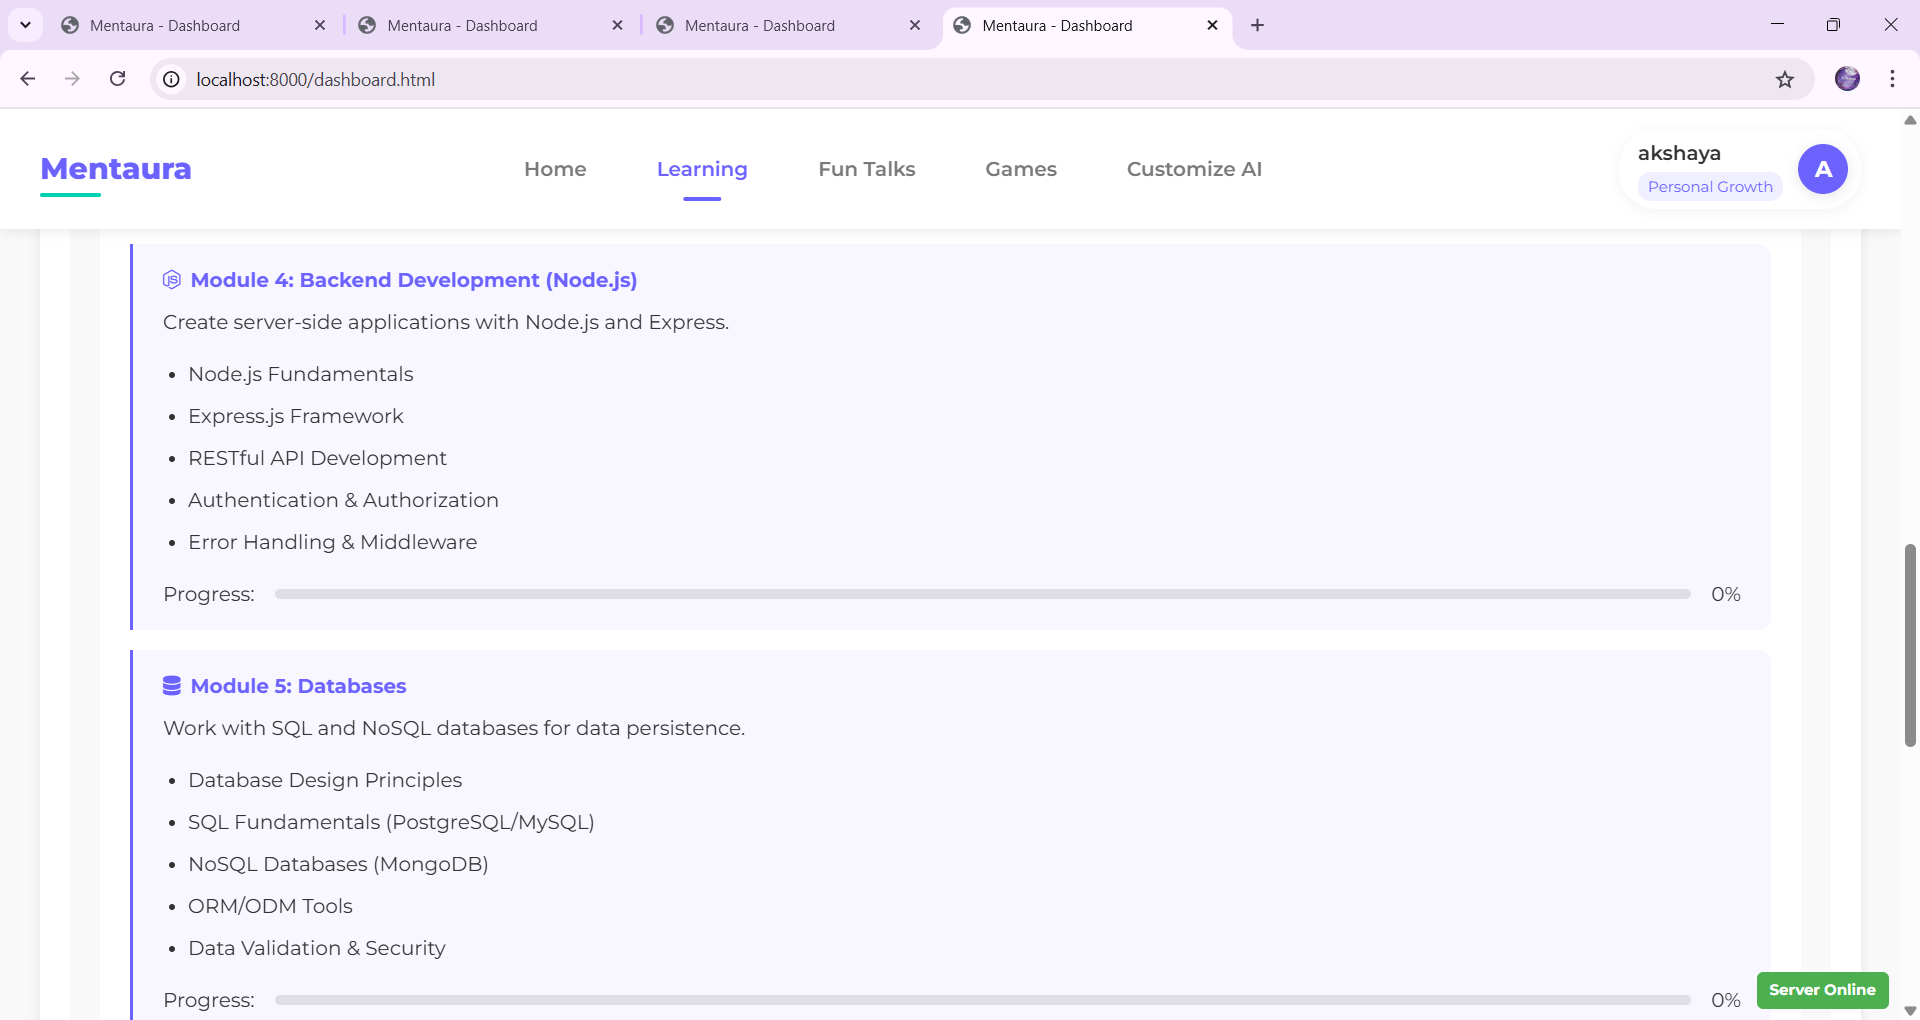 Mentaura - Dashboard
Mentaura - Dashboard
Mentaura - Dashboard
Mentaura - Dashboard
localhost:8000/dashboard.html
Mentaura
Home
Learning
Fun Talks
Games
Customize AI
akshaya
Personal Growth
A
JS Module 4: Backend Development (Node.js)
Create server-side applications with Node.js and Express.
• Node.js Fundamentals
• Express.js Framework
• RESTful API Development
• Authentication & Authorization
• Error Handling & Middleware
Progress: 0%
Module 5: Databases
Work with SQL and NoSQL databases for data persistence.
• Database Design Principles
• SQL Fundamentals (PostgreSQL/MySQL)
• NoSQL Databases (MongoDB)
• ORM/ODM Tools
• Data Validation & Security
Progress: 0%
Server Online